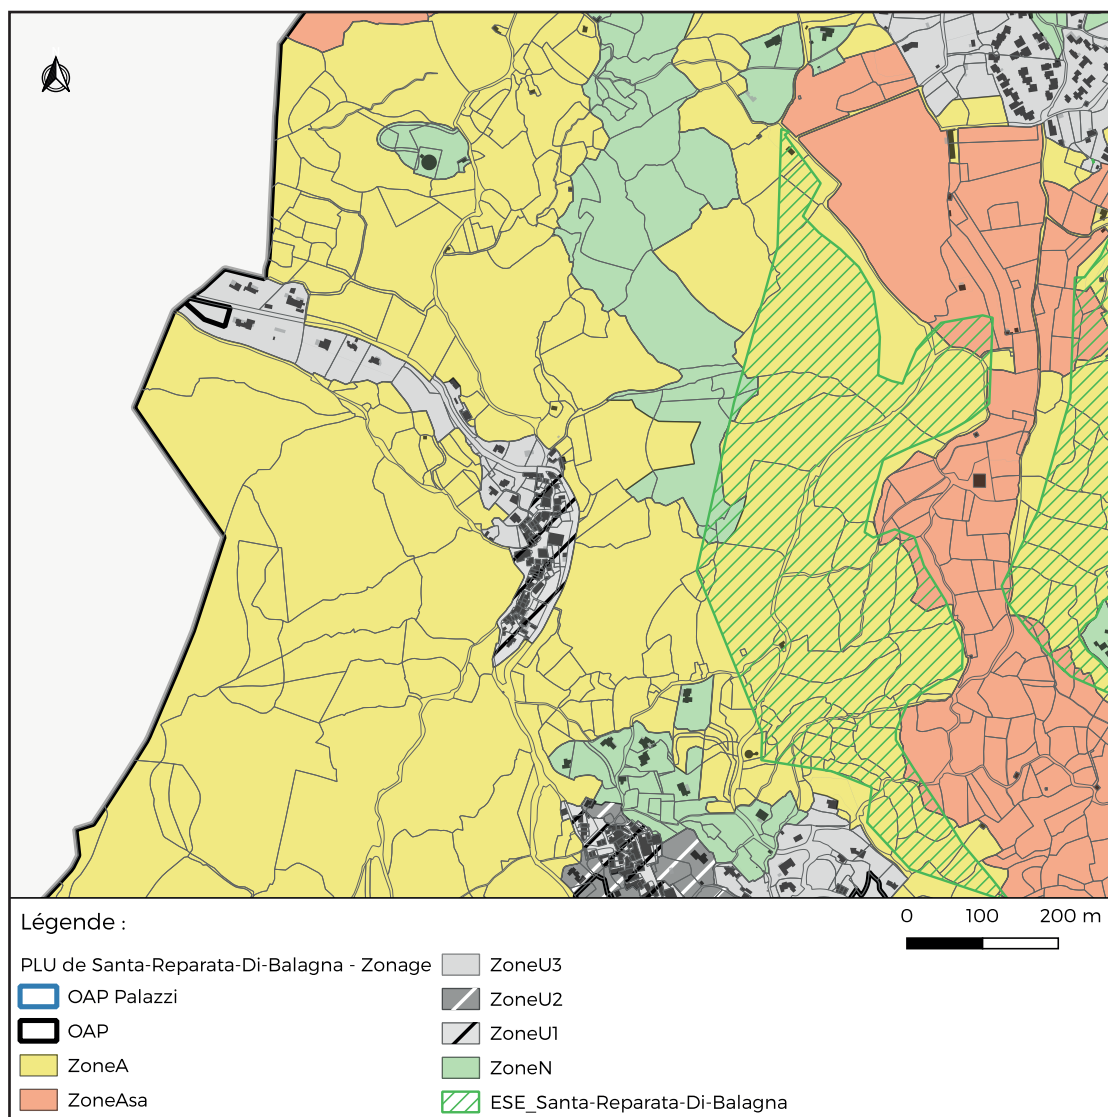 Légende :
0 100 200 m
PLU de Santa-Reparata-Di-Balagna - Zonage
OAP Palazzi
OAP
ZoneA
ZoneAsa
ZoneU3
ZoneU2
ZoneU1
ZoneN
ESE_Santa-Reparata-Di-Balagna